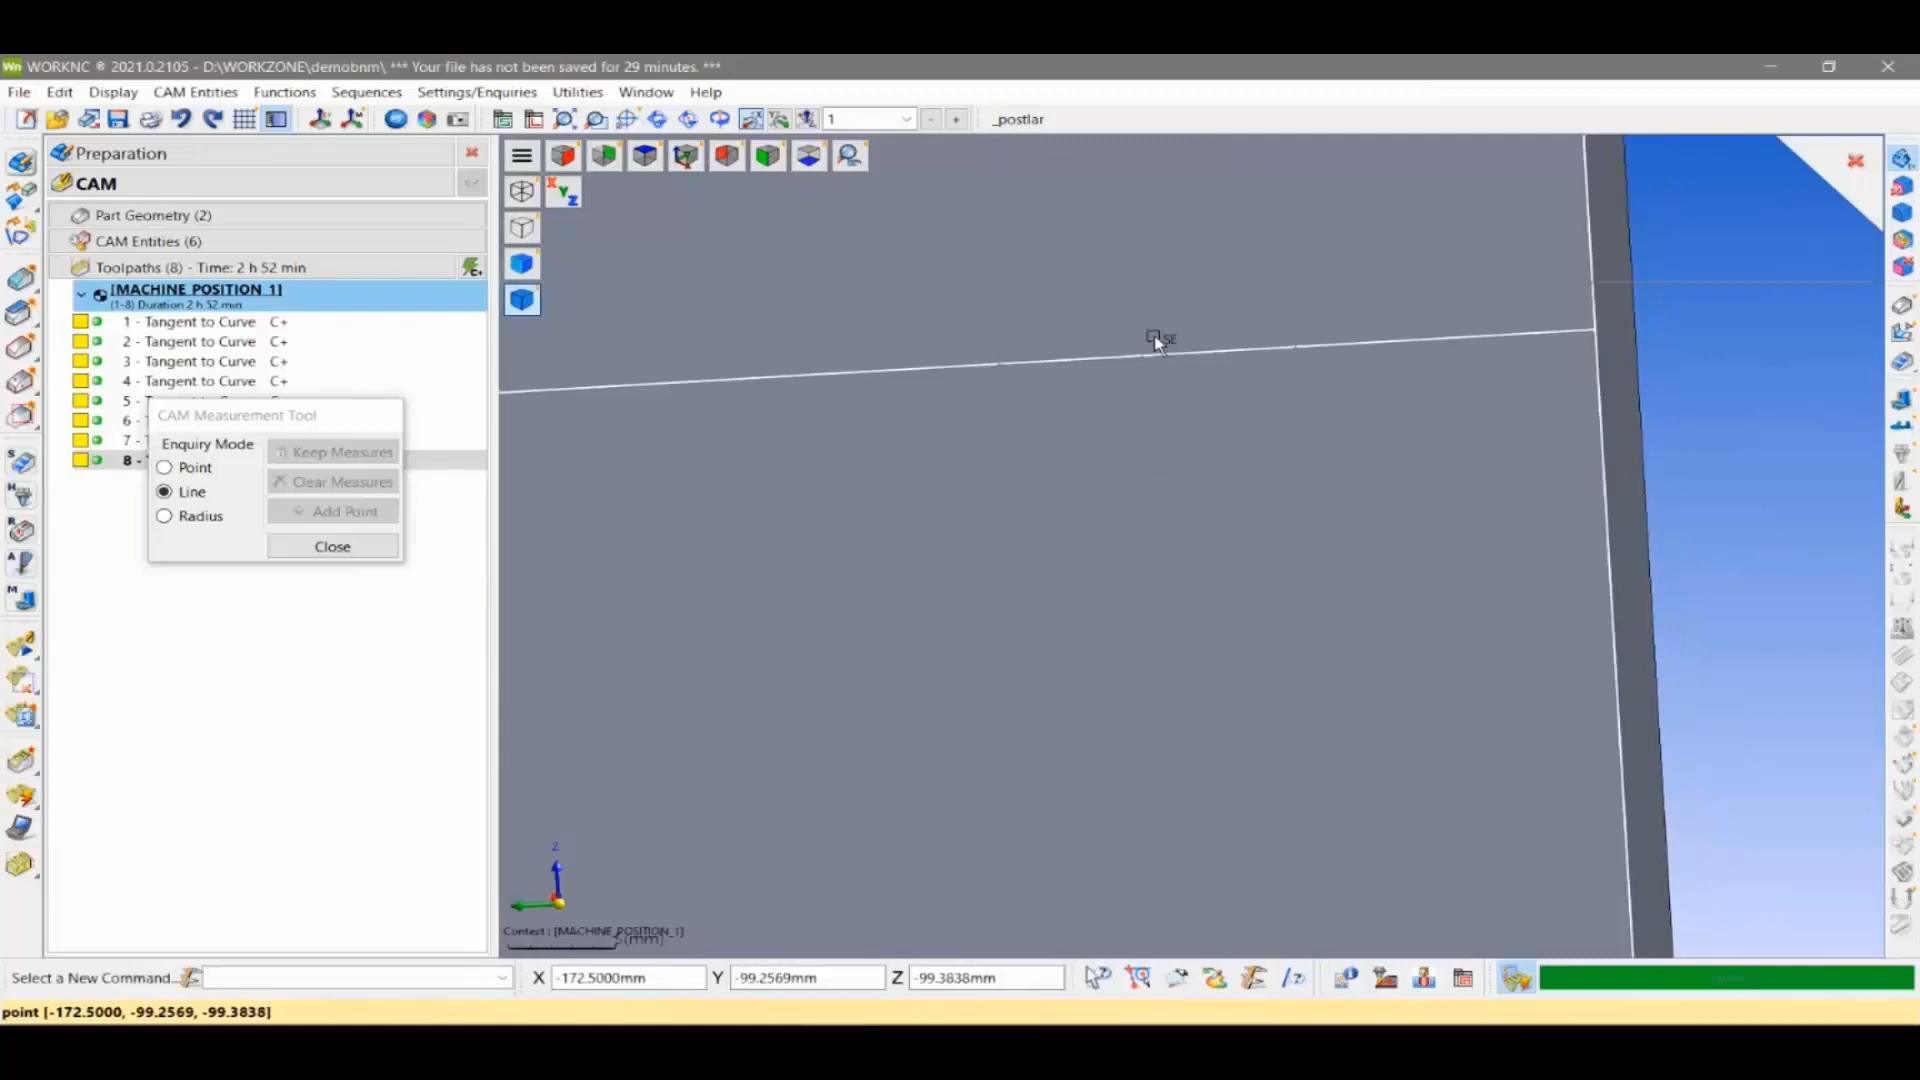 WORKNC ® 2021.0.2105 - D:\WORKZONE\demobnm\ *** Your file has not been saved for 29 minutes. ***
File Edit Display CAM Entities Functions Sequences Settings/Enquiries Utilities Window Help
1 - + _postlar
Preparation
CAM
Part Geometry (2)
CAM Entities (6)
Toolpaths (8) - Time: 2 h 52 min
C+
[MACHINE POSITION 1]
(1-8) Duration 2 h 52 min
1 - Tangent to Curve C+
2 - Tangent to Curve C+
3 - Tangent to Curve C+
4 - Tangent to Curve C+
5 -
6 -
7 -
8 -
CAM Measurement Tool
Enquiry Mode
Point
Line
Radius
Keep Measures
Clear Measures
Add Point
Close
X Y Z
SE
Z
Context : [MACHINE_POSITION_1]
5(mm)
S
H
R
A
M
Select a New Command...
X -172.5000mm Y -99.2569mm Z -99.3838mm
point [-172.5000, -99.2569, -99.3838]